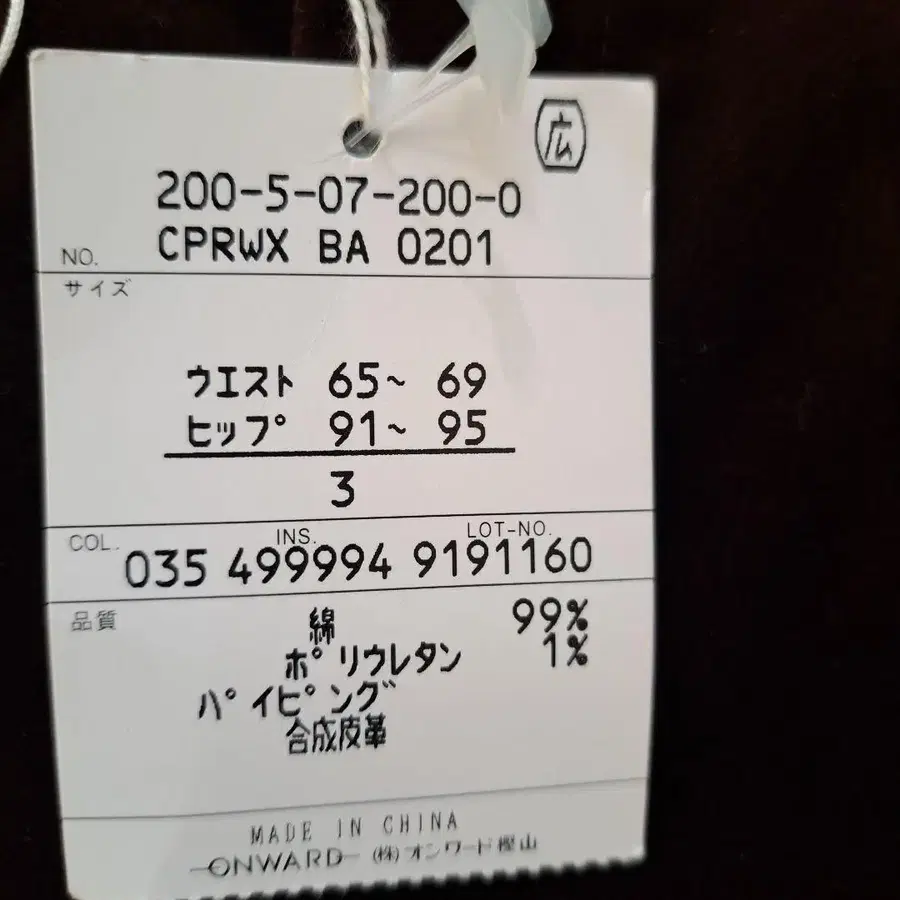 広
200-5-07-200-0
NO. CPRWX BA 0201
サイズ
ウエスト 65~ 69
ヒップ 91~ 95
3
COL. INS. LOT-NO.
035 499994 9191160
品質 綿 99%
ポリウレタン 1%
パイピング
合成皮革
MADE IN CHINA
ONWARD (株)オンワード樫山